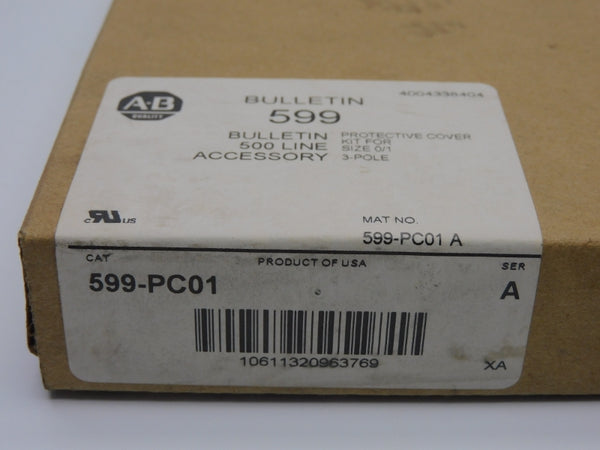 A-B
QUALITY
BULLETIN
599
4004338404
BULLETIN
500 LINE
ACCESSORY
PROTECTIVE COVER
KIT FOR
SIZE 0/1
3-POLE
c RU US
MAT NO.
599-PC01 A
CAT
PRODUCT OF USA
SER
599-PC01
A
10611320963769
XA